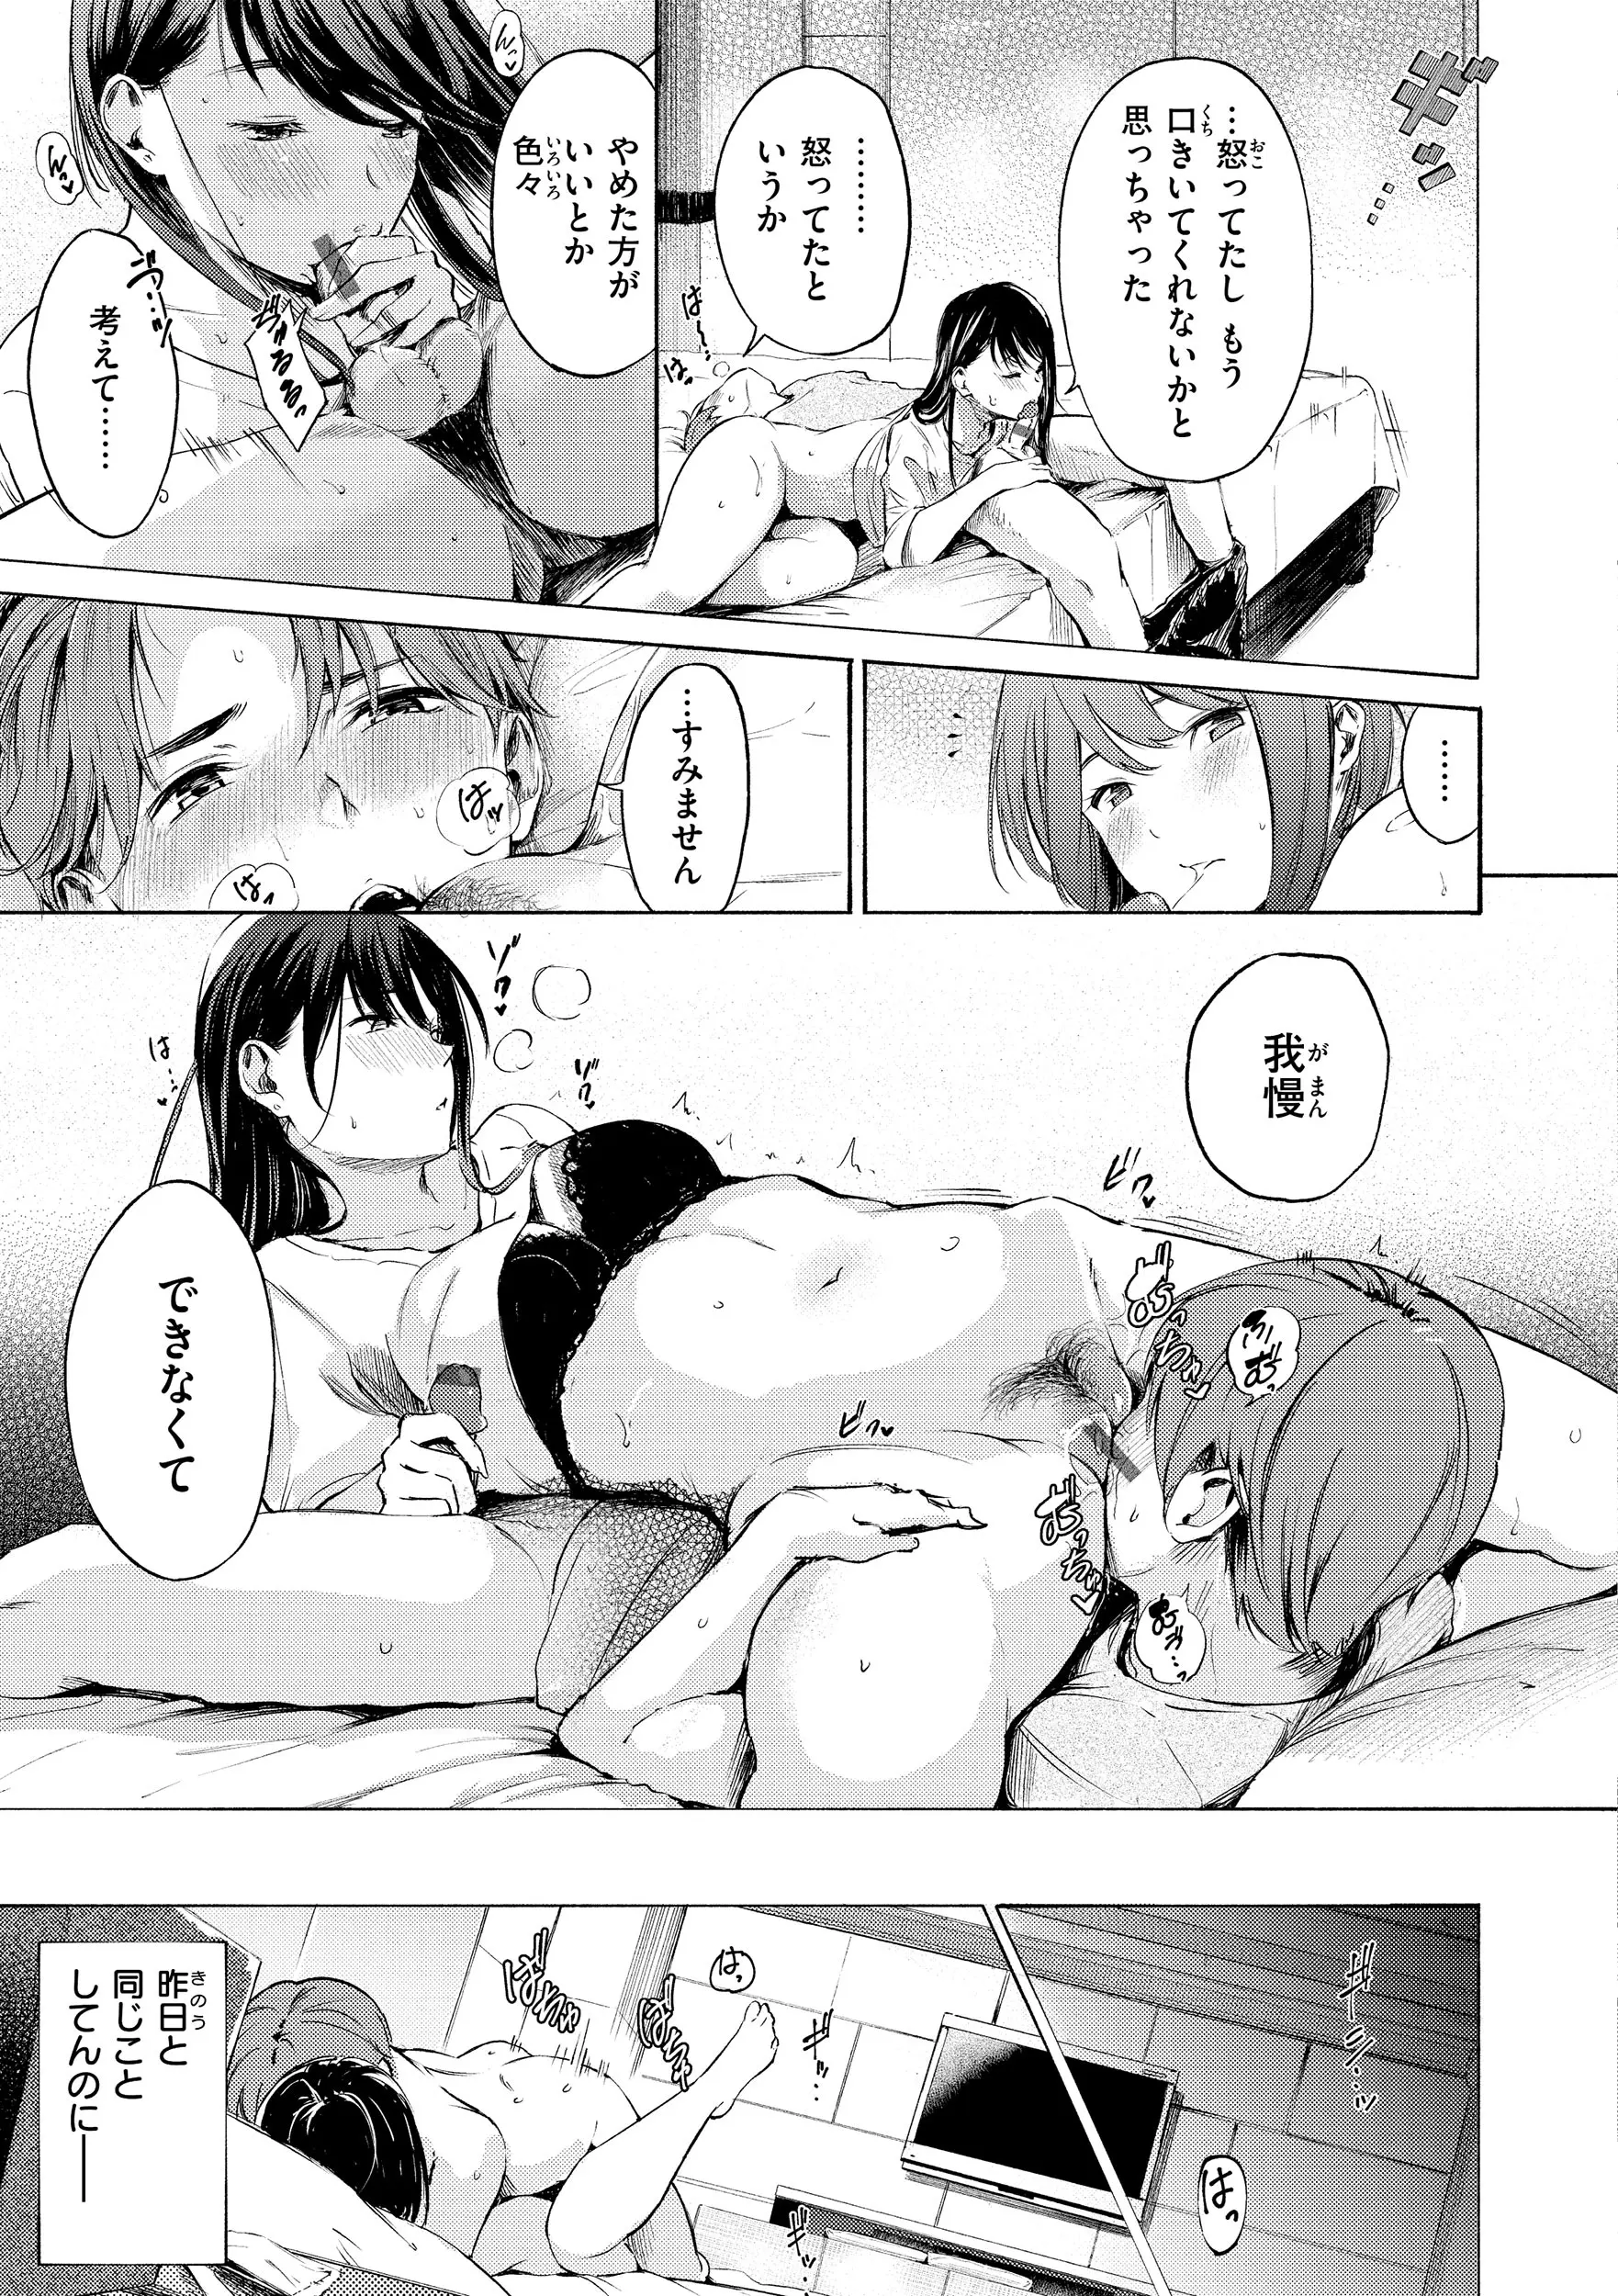 …怒ってたし もう
口きいてくれないかと
思っちゃった
………
怒ってたと
いうか
やめた方が
いいとか
色々
考えて……
……
…すみません
我慢
できなくて
昨日と
同じこと
してんのに――